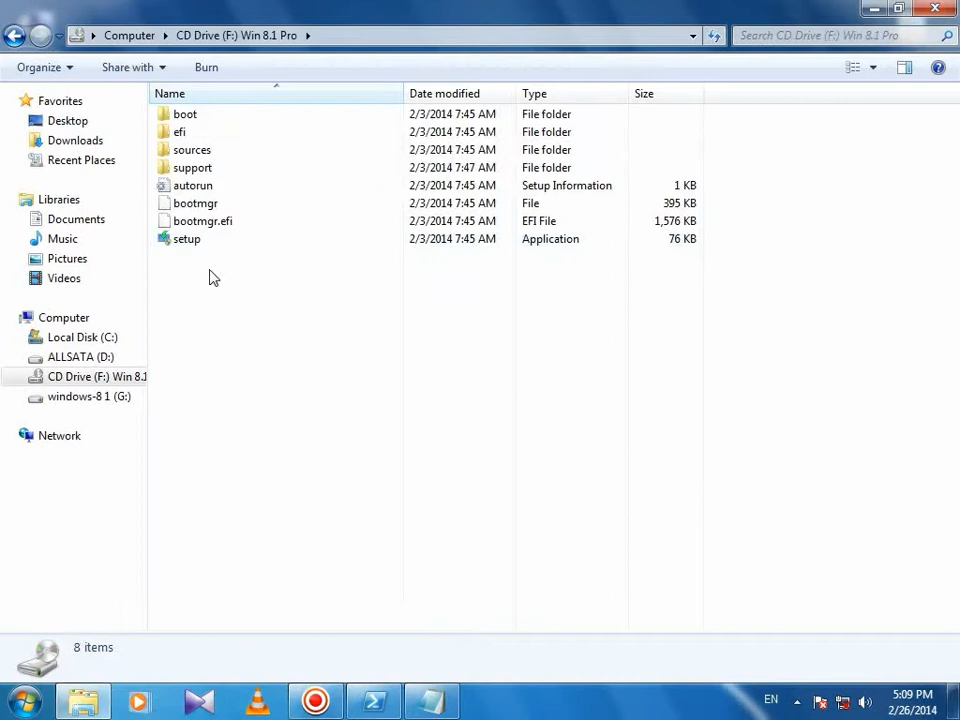 Computer CD Drive (F:) Win 8.1 Pro Search CD Drive (F:) Win 8.1 Pro
Organize Share with Burn
Name Date modified Type Size
boot 2/3/2014 7:45 AM File folder
efi 2/3/2014 7:45 AM File folder
sources 2/3/2014 7:45 AM File folder
support 2/3/2014 7:47 AM File folder
autorun 2/3/2014 7:45 AM Setup Information 1 KB
bootmgr 2/3/2014 7:45 AM File 395 KB
bootmgr.efi 2/3/2014 7:45 AM EFI File 1,576 KB
setup 2/3/2014 7:45 AM Application 76 KB
Favorites
Desktop
Downloads
Recent Places
Libraries
Documents
Music
Pictures
Videos
Computer
Local Disk (C:)
ALLSATA (D:)
CD Drive (F:) Win 8.1
windows-8 1 (G:)
Network
8 items
EN
5:09 PM
2/26/2014